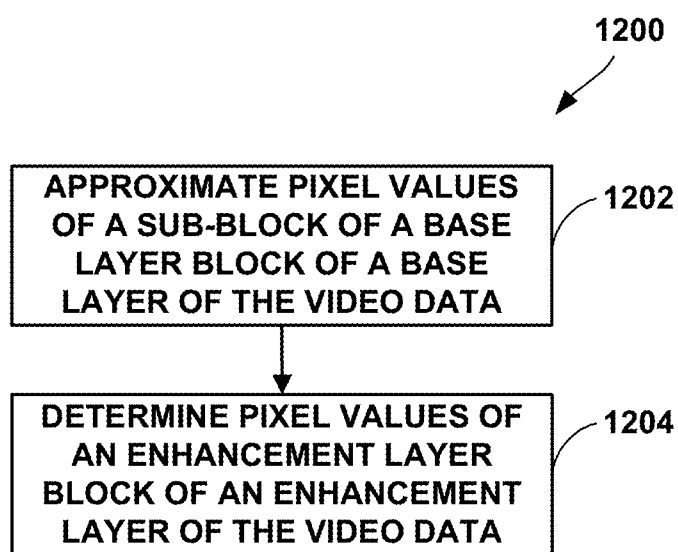 1200
APPROXIMATE PIXEL VALUES
OF A SUB-BLOCK OF A BASE
LAYER BLOCK OF A BASE
LAYER OF THE VIDEO DATA
1202
DETERMINE PIXEL VALUES OF
AN ENHANCEMENT LAYER
BLOCK OF AN ENHANCEMENT
LAYER OF THE VIDEO DATA
1204